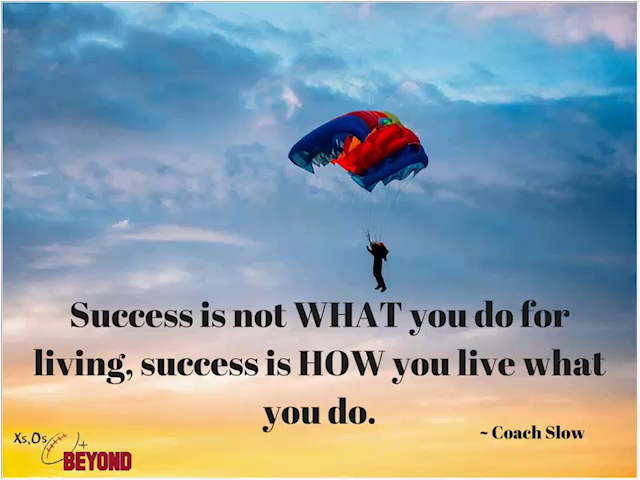 Success is not WHAT you do for
living, success is HOW you live what
you do.
~ Coach Slow
Xs,Os
+
BEYOND